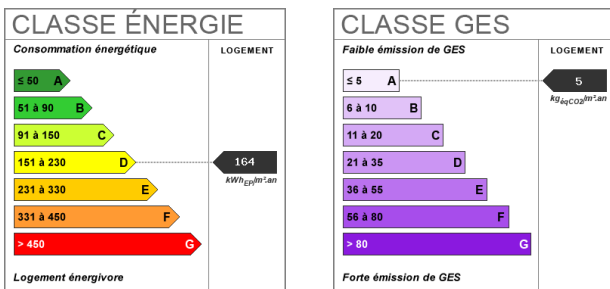 CLASSE ÉNERGIE
Consommation énergétique
LOGEMENT
≤ 50 A
51 à 90 B
91 à 150 C
151 à 230 D
164
kWhEP/m².an
231 à 330 E
331 à 450 F
> 450 G
Logement énergivore
CLASSE GES
Faible émission de GES
LOGEMENT
≤ 5 A
5
kgéqCO2/m².an
6 à 10 B
11 à 20 C
21 à 35 D
36 à 55 E
56 à 80 F
> 80 G
Forte émission de GES